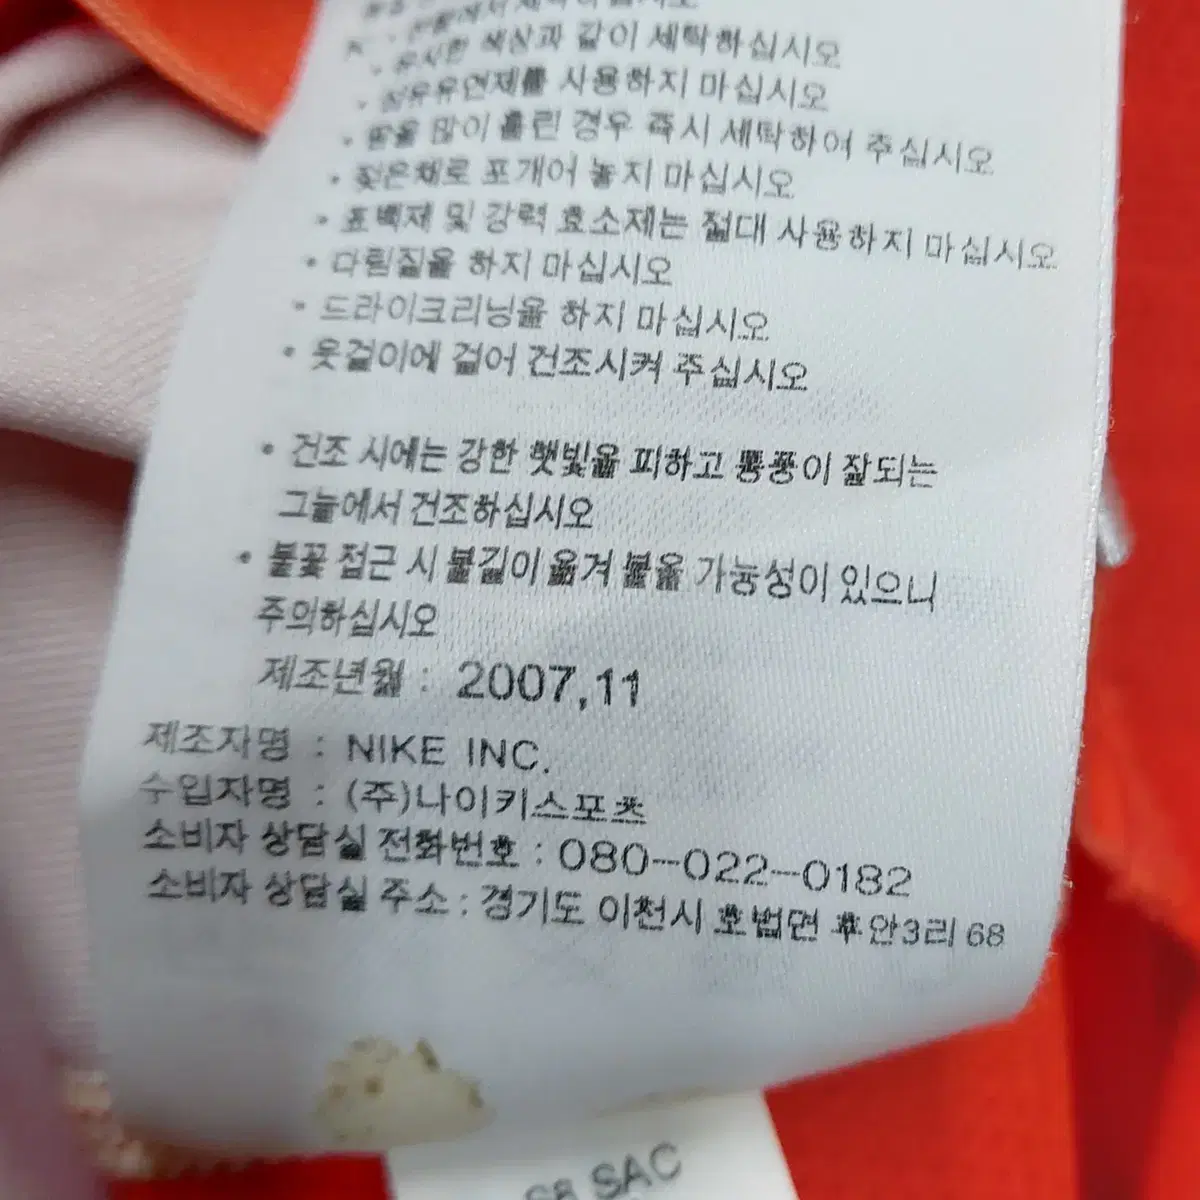 세탁하십시오
· 유사한 색상과 같이 세탁하십시오
· 섬유유연제를 사용하지 마십시오
· 땀을 많이 흘린 경우 즉시 세탁하여 주십시오
· 젖은채로 포개어 놓지 마십시오
· 표백제 및 강력 효소제는 절대 사용하지 마십시오
· 다림질을 하지 마십시오
· 드라이크리닝을 하지 마십시오
· 옷걸이에 걸어 건조시켜 주십시오
· 건조 시에는 강한 햇빛을 피하고 통풍이 잘되는
그늘에서 건조하십시오
· 불꽃 접근 시 불길이 옮겨 붙을 가능성이 있으니
주의하십시오
제조년월 : 2007,11
제조자명 : NIKE INC.
수입자명 : (주)나이키스포츠
소비자 상담실 전화번호 : 080-022-0182
소비자 상담실 주소 : 경기도 이천시 호법면 후안3리 68
SAC